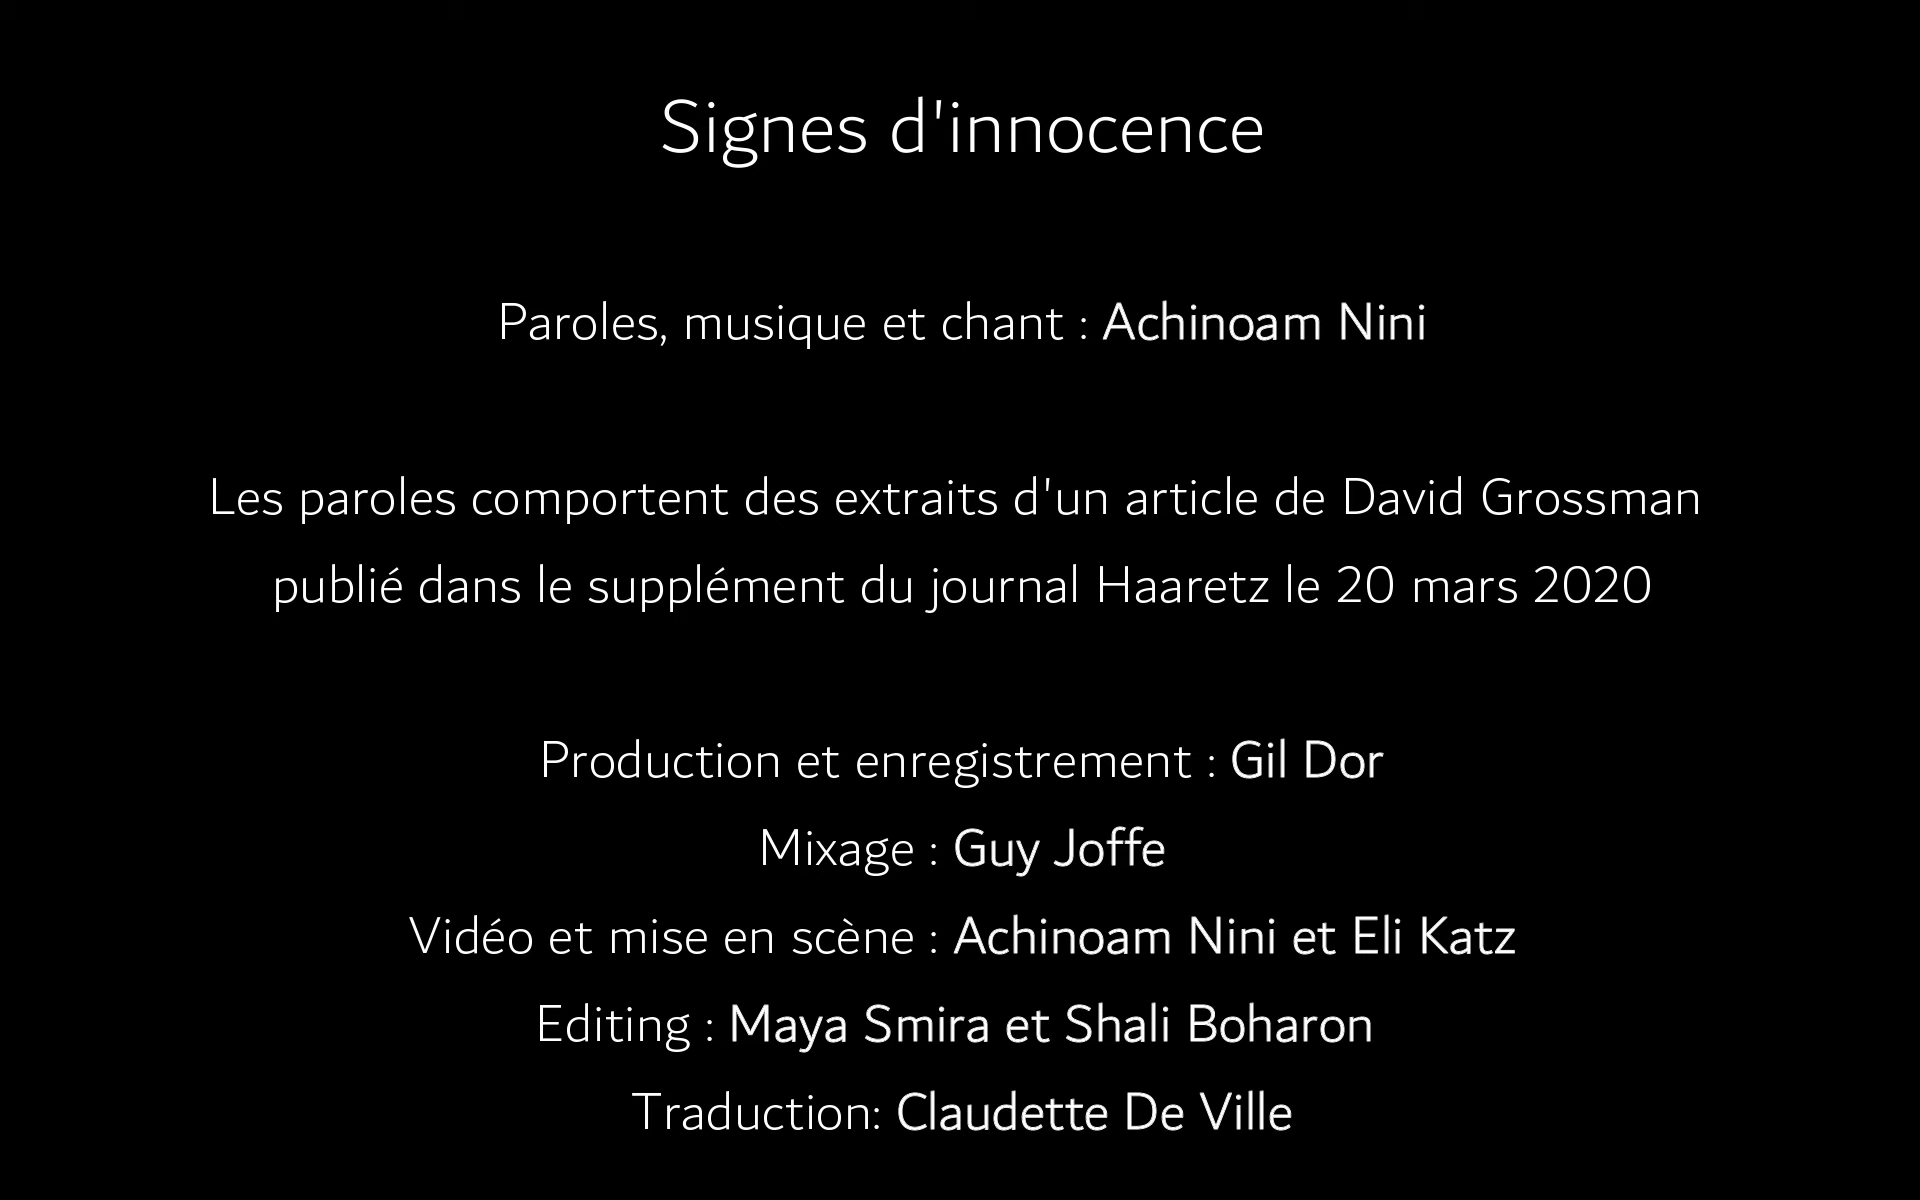 Signes d'innocence
Paroles, musique et chant : Achinoam Nini
Les paroles comportent des extraits d'un article de David Grossman
publié dans le supplément du journal Haaretz le 20 mars 2020
Production et enregistrement : Gil Dor
Mixage : Guy Joffe
Vidéo et mise en scène : Achinoam Nini et Eli Katz
Editing : Maya Smira et Shali Boharon
Traduction: Claudette De Ville